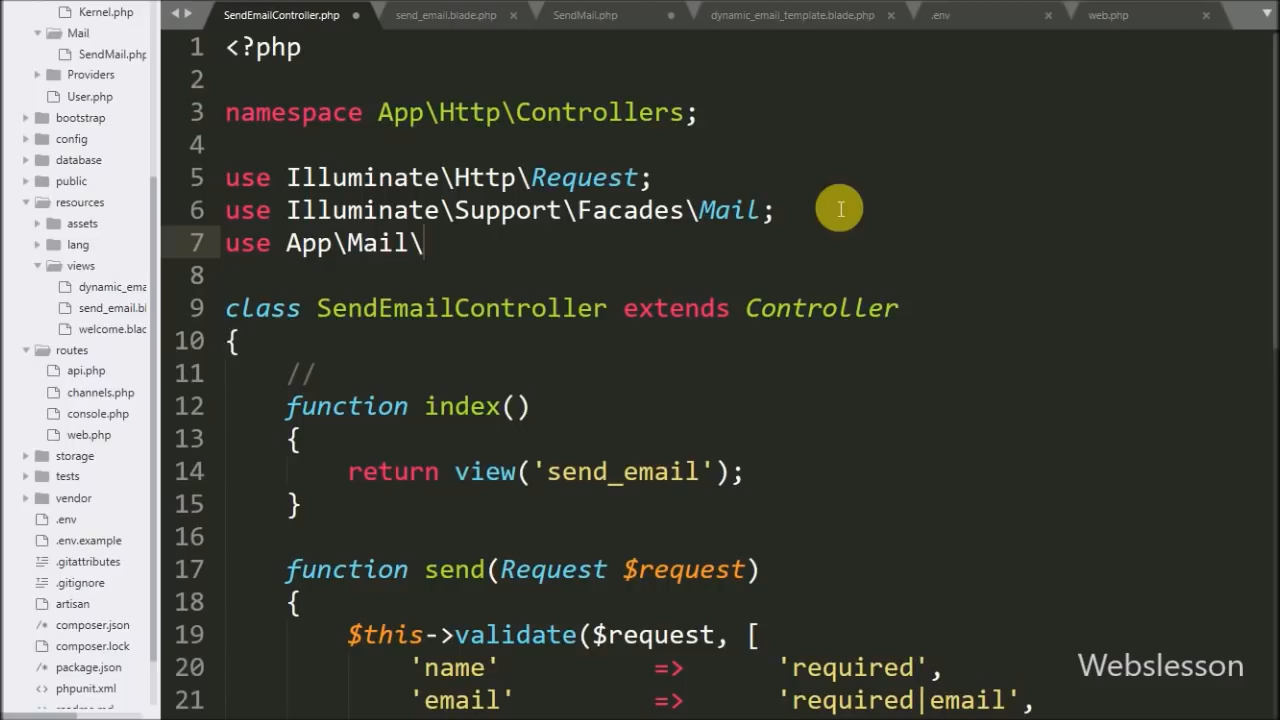 Kernel.php
Mail
SendMail.php
Providers
User.php
bootstrap
config
database
public
resources
assets
lang
views
dynamic_ema
send_email.bl
welcome.blac
routes
api.php
channels.php
console.php
web.php
storage
tests
vendor
.env
.env.example
.gitattributes
.gitignore
artisan
composer.json
composer.lock
package.json
phpunit.xml
readme.md
SendEmailController.php send_email.blade.php SendMail.php dynamic_email_template.blade.php .env web.php
1 <?php
2
3 namespace App\Http\Controllers;
4
5 use Illuminate\Http\Request;
6 use Illuminate\Support\Facades\Mail;
7 use App\Mail\
8
9 class SendEmailController extends Controller
10 {
11 //
12 function index()
13 {
14 return view('send_email');
15 }
16
17 function send(Request $request)
18 {
19 $this->validate($request, [
20 'name' => 'required',
21 'email' => 'required|email',
Webslesson